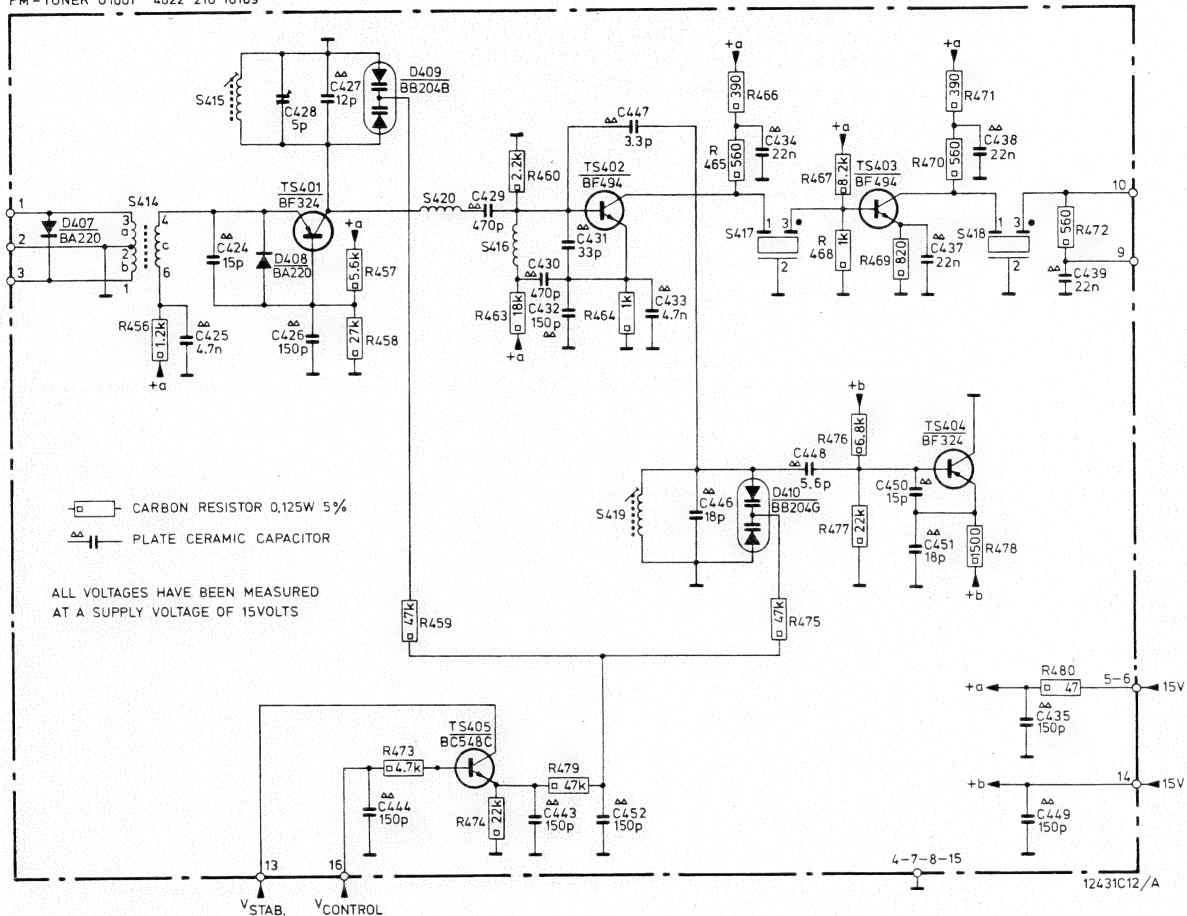 FM-TUNER U1001 4822 210 10109
S415
C428
5p
C427
12p
D409
BB204B
C447
3.3p
+a
390
R466
R
465
560
C434
22n
+a
390
R471
R470
560
C438
22n
1
2
3
D407
BA220
S414
3
a
2
b
1
4
c
6
C424
15p
D408
BA220
TS401
BF324
+a
5.6k
R457
S420
C429
470p
2.2k
R460
S416
TS402
BF494
C431
33p
C430
470p
S417
1 3
2
+a
R467
8.2k
R
468
1k
TS403
BF494
R469
820
C437
22n
S418
1 3
2
560
R472
10
9
C439
22n
R456
1.2k
+a
C425
4.7n
C426
150p
27k
R458
R463
18k
+a
C432
150p
R464
1k
C433
4.7n
CARBON RESISTOR 0,125W 5%
PLATE CERAMIC CAPACITOR
ALL VOLTAGES HAVE BEEN MEASURED
AT A SUPPLY VOLTAGE OF 15VOLTS
S419
C446
18p
D410
BB204G
C448
5.6p
+b
R476
6.8k
R477
22k
TS404
BF324
C450
15p
C451
18p
1500
R478
+b
47k
R459
47k
R475
R473
4.7k
TS405
BC548C
C444
150p
R474
22k
C443
150p
R479
47k
C452
150p
+a
R480
47
5-6
15V
C435
150p
+b
14
15V
C449
150p
13
16
4-7-8-15
VSTAB.
VCONTROL
12431C12/A